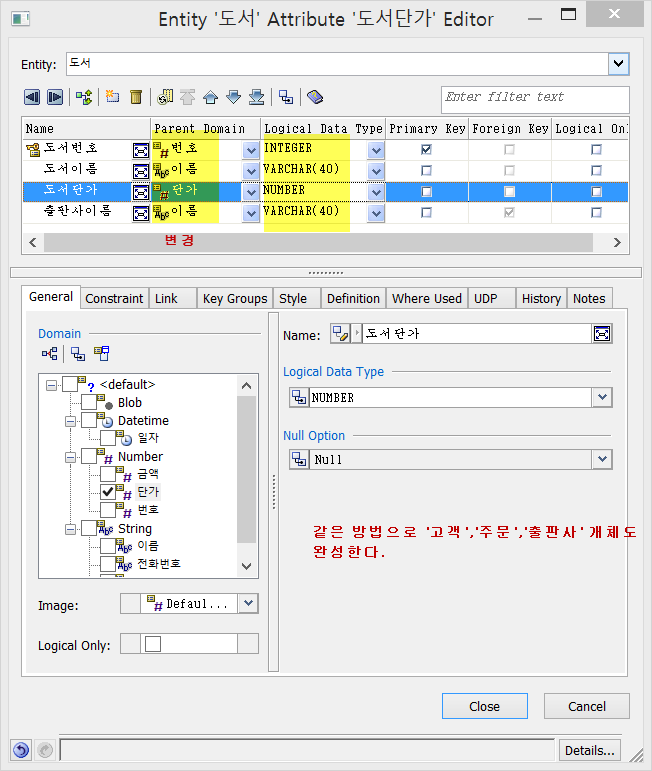 Entity '도서' Attribute '도서단가' Editor
Entity: 도서
Enter filter text
Name Parent Domain Logical Data Type Primary Key Foreign Key Logical Onl
도서번호 번호 INTEGER
도서이름 이름 VARCHAR(40)
도서단가 단가 NUMBER
출판사이름 이름 VARCHAR(40)
변경
General Constraint Link Key Groups Style Definition Where Used UDP History Notes
Domain
Name: 도서단가
<default>
Blob
Datetime
일자
Number
금액
단가
번호
String
이름
전화번호
Logical Data Type
NUMBER
Null Option
Null
같은 방법으로 '고객','주문','출판사' 개체도
완성한다.
Image: Defaul...
Logical Only:
Close Cancel
Details...